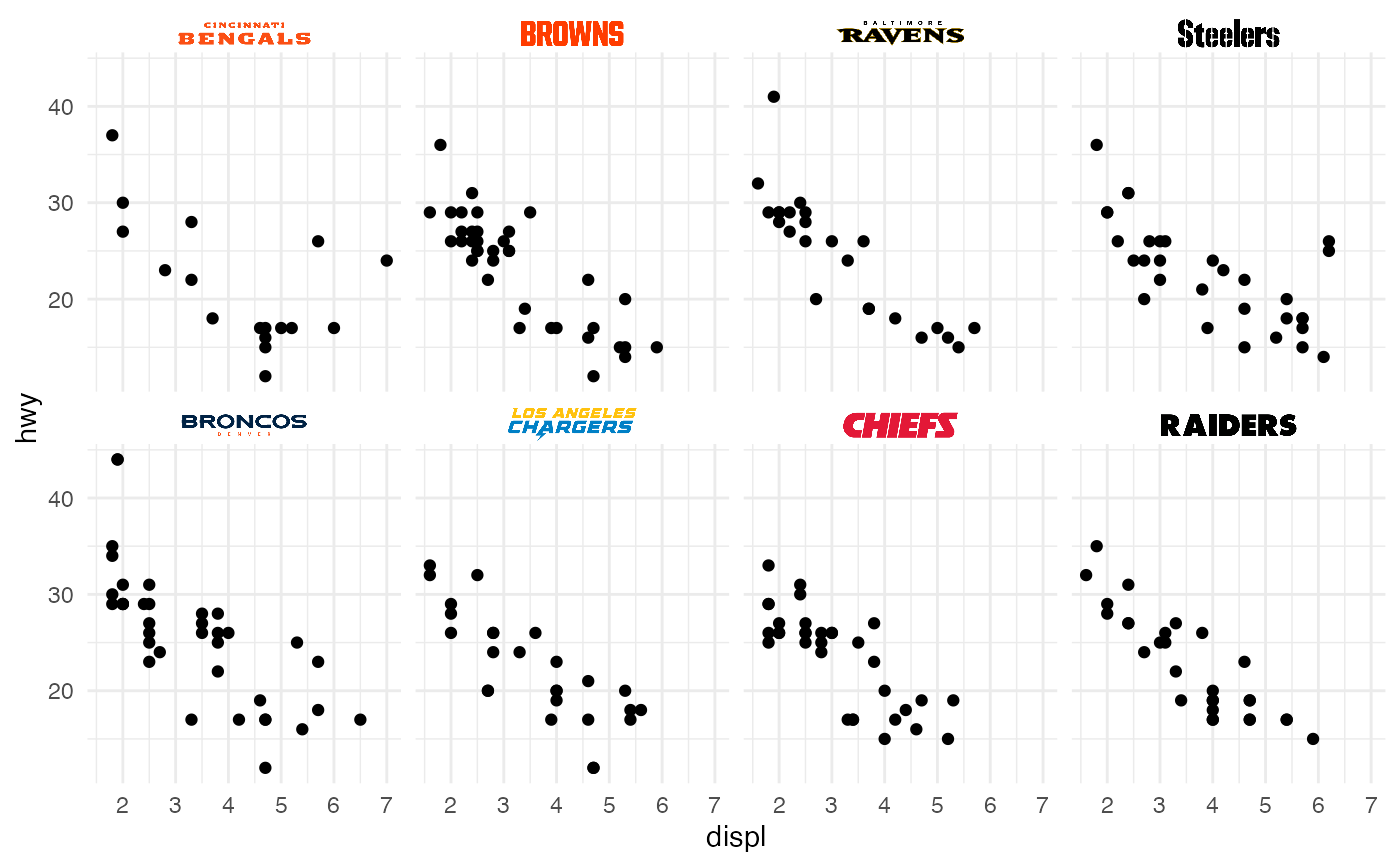 CINCINNATI
BENGALS
BROWNS
BALTIMORE
RAVENS
Steelers
40
30
20
hwy
BRONCOS
DENVER
LOS ANGELES
CHARGERS
CHIEFS
RAIDERS
40
30
20
2 3 4 5 6 7
2 3 4 5 6 7
2 3 4 5 6 7
2 3 4 5 6 7
displ